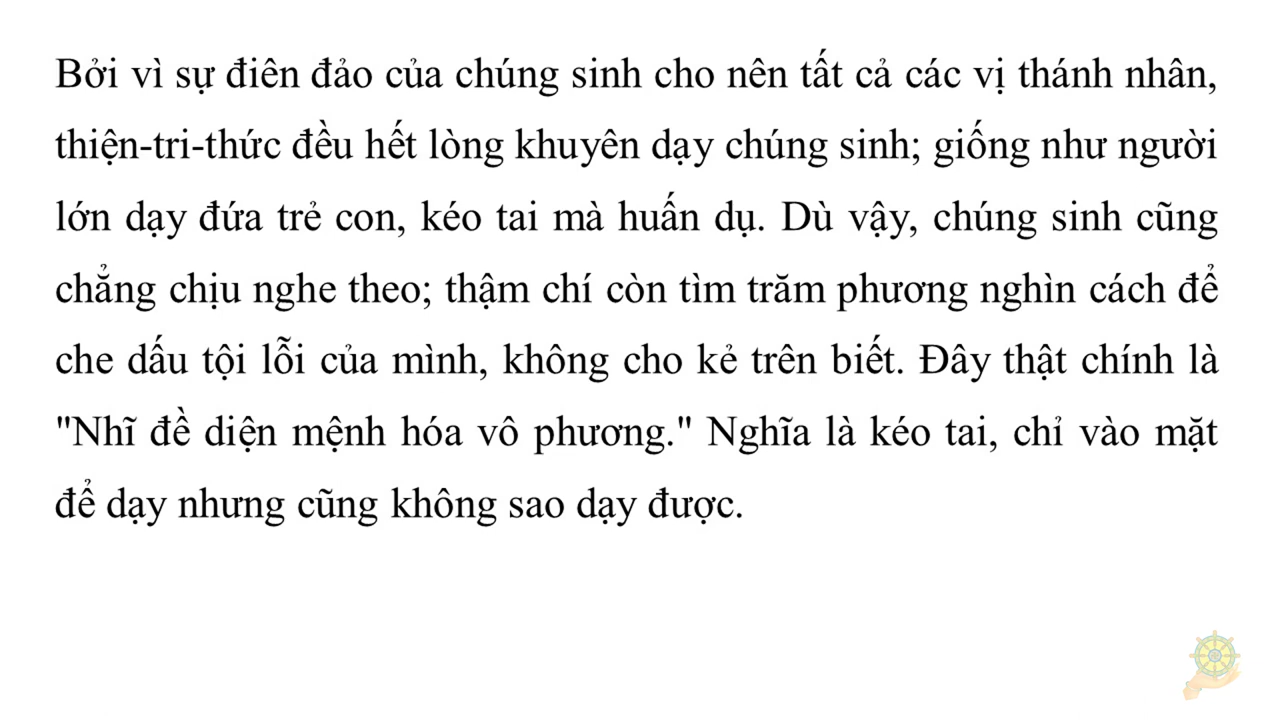 Bởi vì sự điên đảo của chúng sinh cho nên tất cả các vị thánh nhân,
thiện-tri-thức đều hết lòng khuyên dạy chúng sinh; giống như người
lớn dạy đứa trẻ con, kéo tai mà huấn dụ. Dù vậy, chúng sinh cũng
chẳng chịu nghe theo; thậm chí còn tìm trăm phương nghìn cách để
che dấu tội lỗi của mình, không cho kẻ trên biết. Đây thật chính là
"Nhĩ đề diện mệnh hóa vô phương." Nghĩa là kéo tai, chỉ vào mặt
để dạy nhưng cũng không sao dạy được.